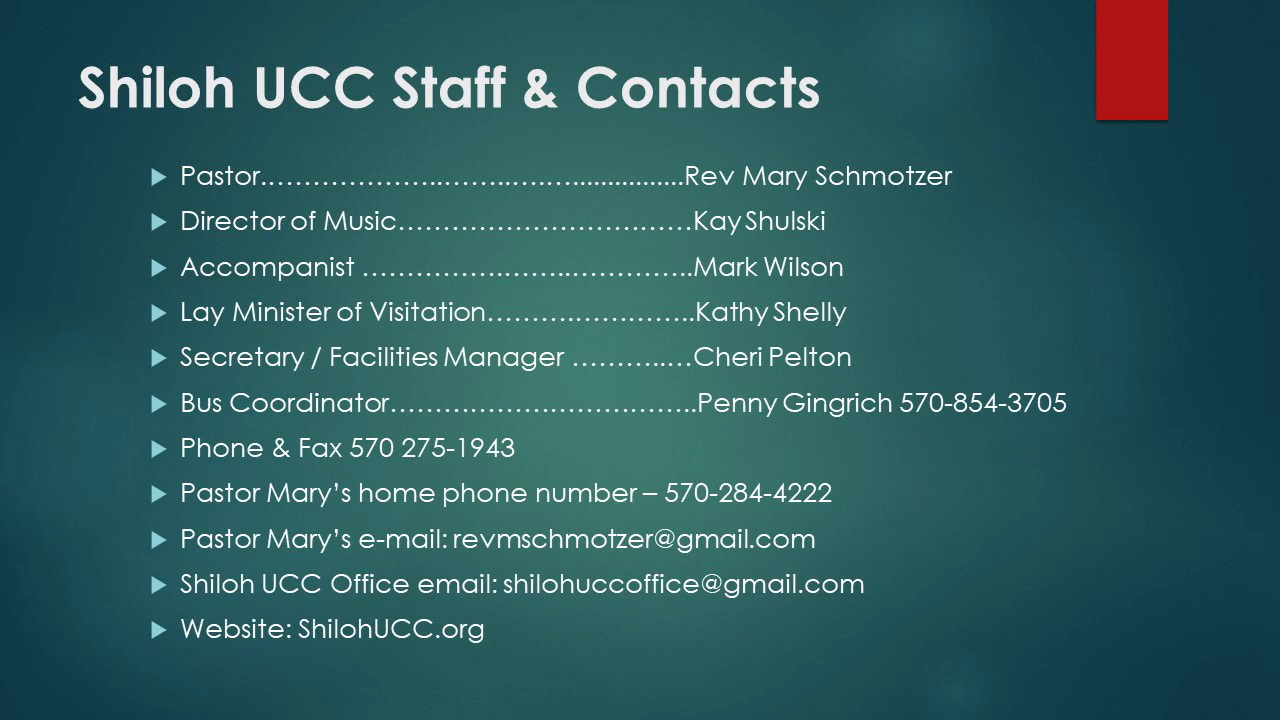 Shiloh UCC Staff & Contacts
Pastor.………………..……..……...............Rev Mary Schmotzer
Director of Music……………………………Kay Shulski
Accompanist ……………..……..…………..Mark Wilson
Lay Minister of Visitation…………………..Kathy Shelly
Secretary / Facilities Manager ………..…Cheri Pelton
Bus Coordinator……………………………..Penny Gingrich 570-854-3705
Phone & Fax 570 275-1943
Pastor Mary’s home phone number – 570-284-4222
Pastor Mary’s e-mail: revmschmotzer@gmail.com
Shiloh UCC Office email: shilohuccoffice@gmail.com
Website: ShilohUCC.org